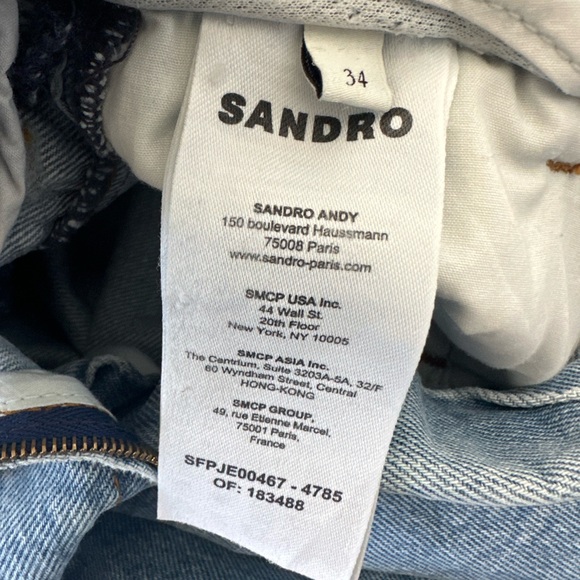 34
SANDRO
SANDRO ANDY
150 boulevard Haussmann
75008 Paris
www.sandro-paris.com
SMCP USA Inc.
44 Wall St.
20th Floor
New York, NY 10005
SMCP ASIA Inc.
The Centrium, Suite 3203A-5A, 32/F
60 Wyndham Street, Central
HONG-KONG
SMCP GROUP,
49, rue Etienne Marcel,
75001 Paris,
France
SFPJE00467 - 4785
OF: 183488